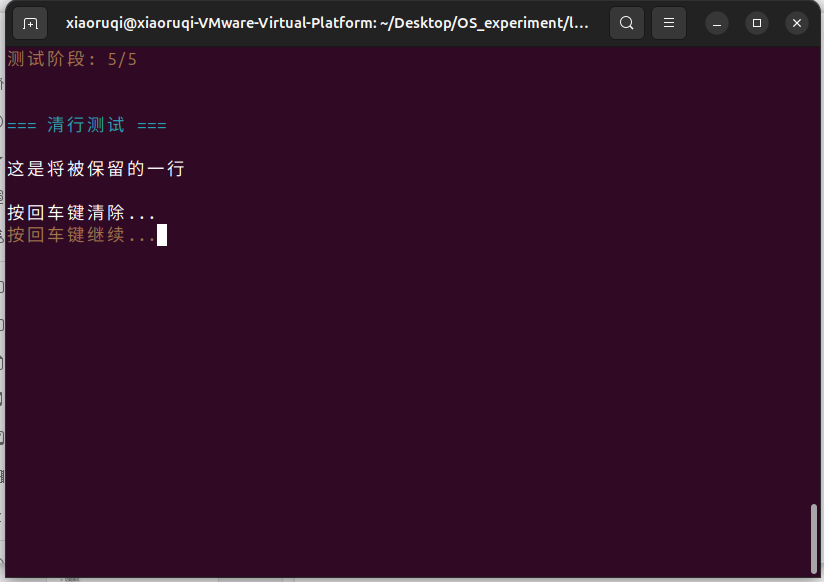 xiaoruqi@xiaoruqi-VMware-Virtual-Platform: ~/Desktop/OS_experiment/l...
测试阶段: 5/5
=== 清行测试 ===
这是将被保留的一行
按回车键清除...
按回车键继续...